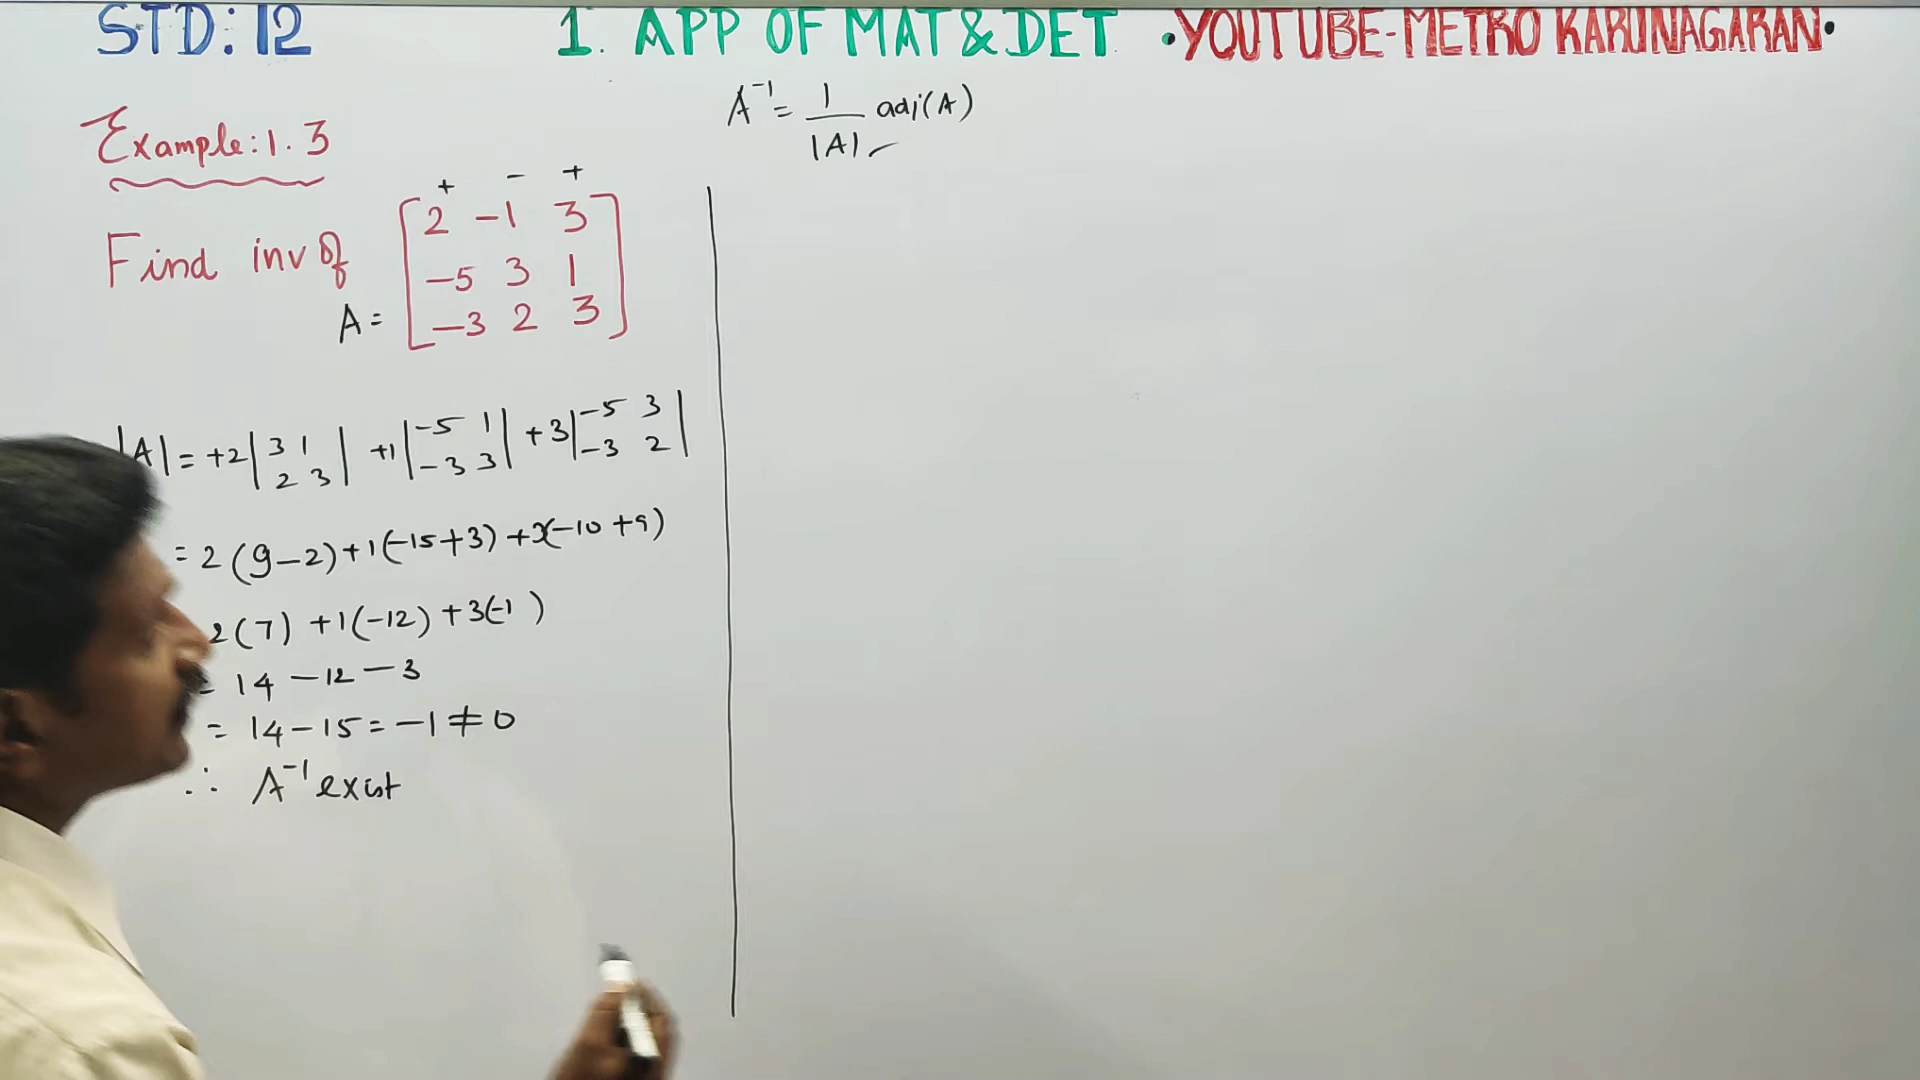 STD: 12
1. APP OF MAT & DET
•YOUTUBE-METRO KARUNAGARAN•
A⁻¹ = 1/|A| adj(A)
Example: 1.3
+ − +
Find inv of
A = [2 −1 3
−5 3 1
−3 2 3]
|A| = +2|3 1; 2 3| +1|−5 1; −3 3| +3|−5 3; −3 2|
= 2(9−2)+1(−15+3)+3(−10+9)
2(7) +1(−12) +3(−1)
= 14 −12 −3
= 14 −15 = −1 ≠ 0
∴ A⁻¹ exist